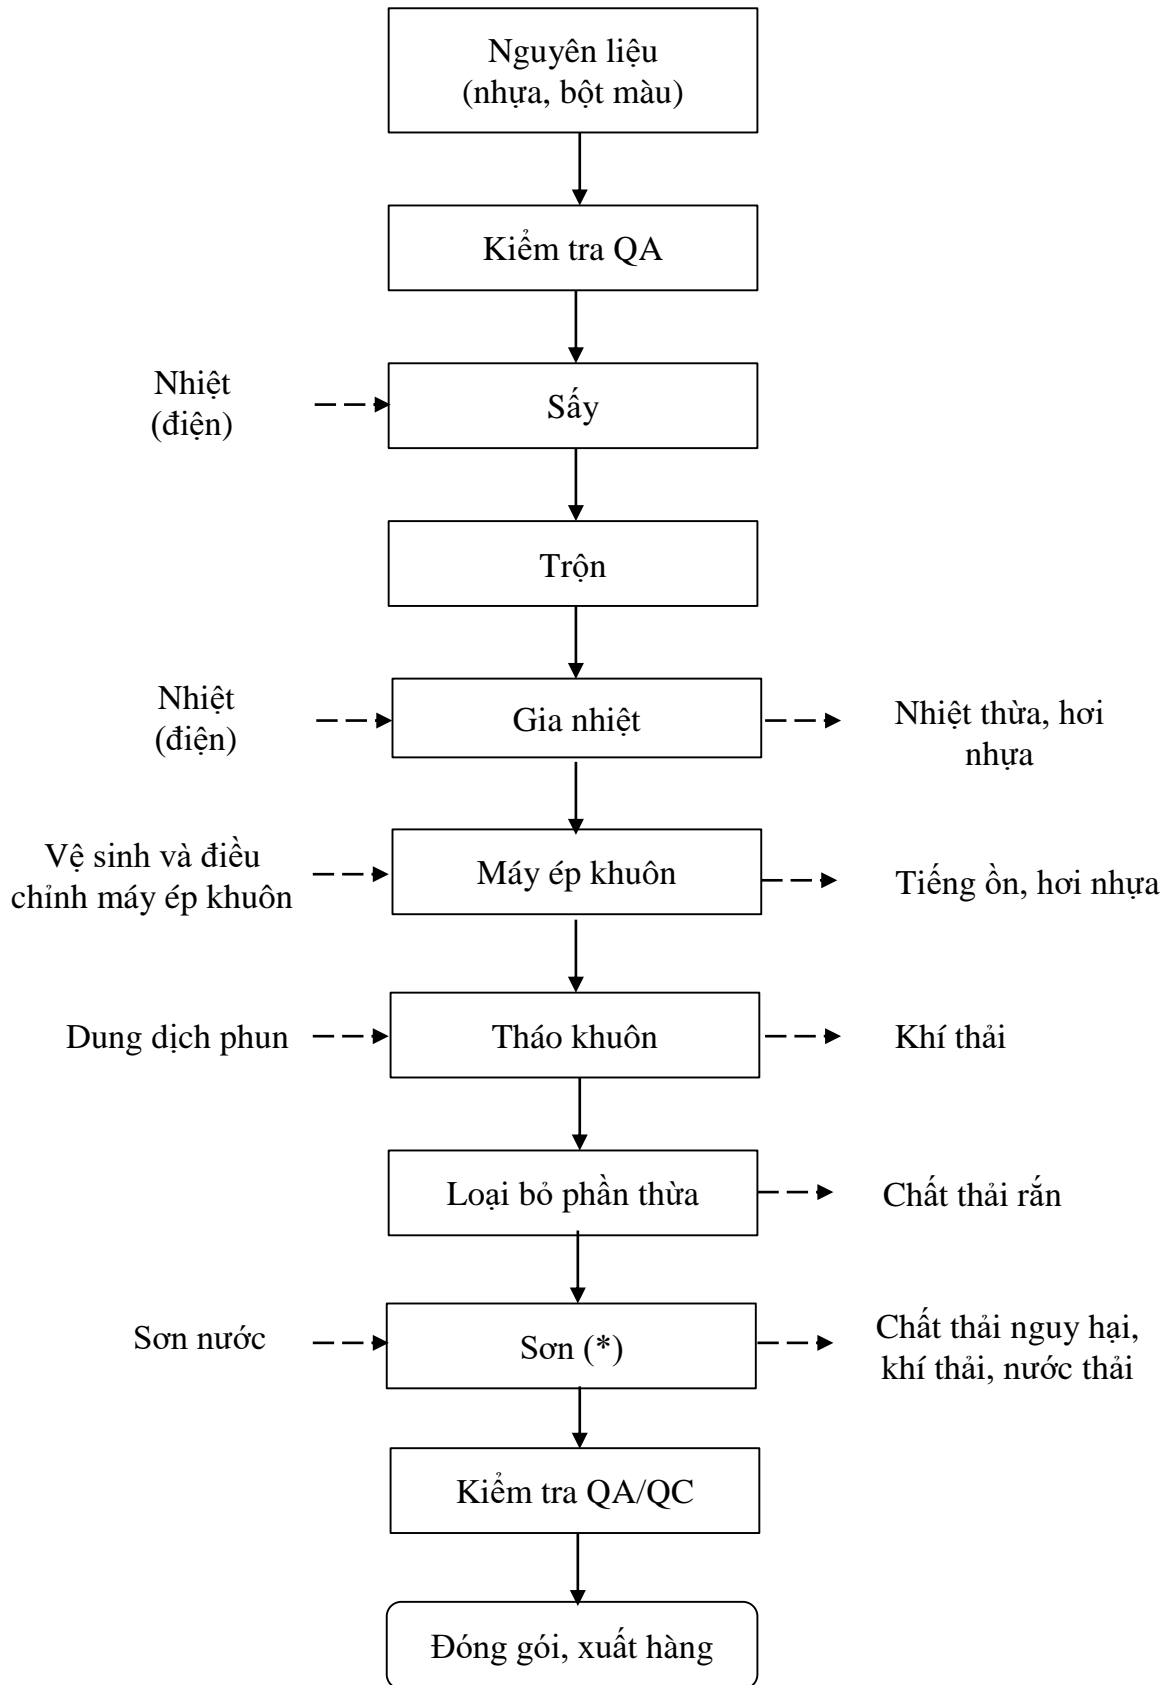 Nguyên liệu
(nhựa, bột màu)
Kiểm tra QA
Nhiệt
(điện)
Sấy
Trộn
Nhiệt
(điện)
Gia nhiệt
Nhiệt thừa, hơi
nhựa
Vệ sinh và điều
chỉnh máy ép khuôn
Máy ép khuôn
Tiếng ồn, hơi nhựa
Dung dịch phun
Tháo khuôn
Khí thải
Loại bỏ phần thừa
Chất thải rắn
Sơn nước
Sơn (*)
Chất thải nguy hại,
khí thải, nước thải
Kiểm tra QA/QC
Đóng gói, xuất hàng